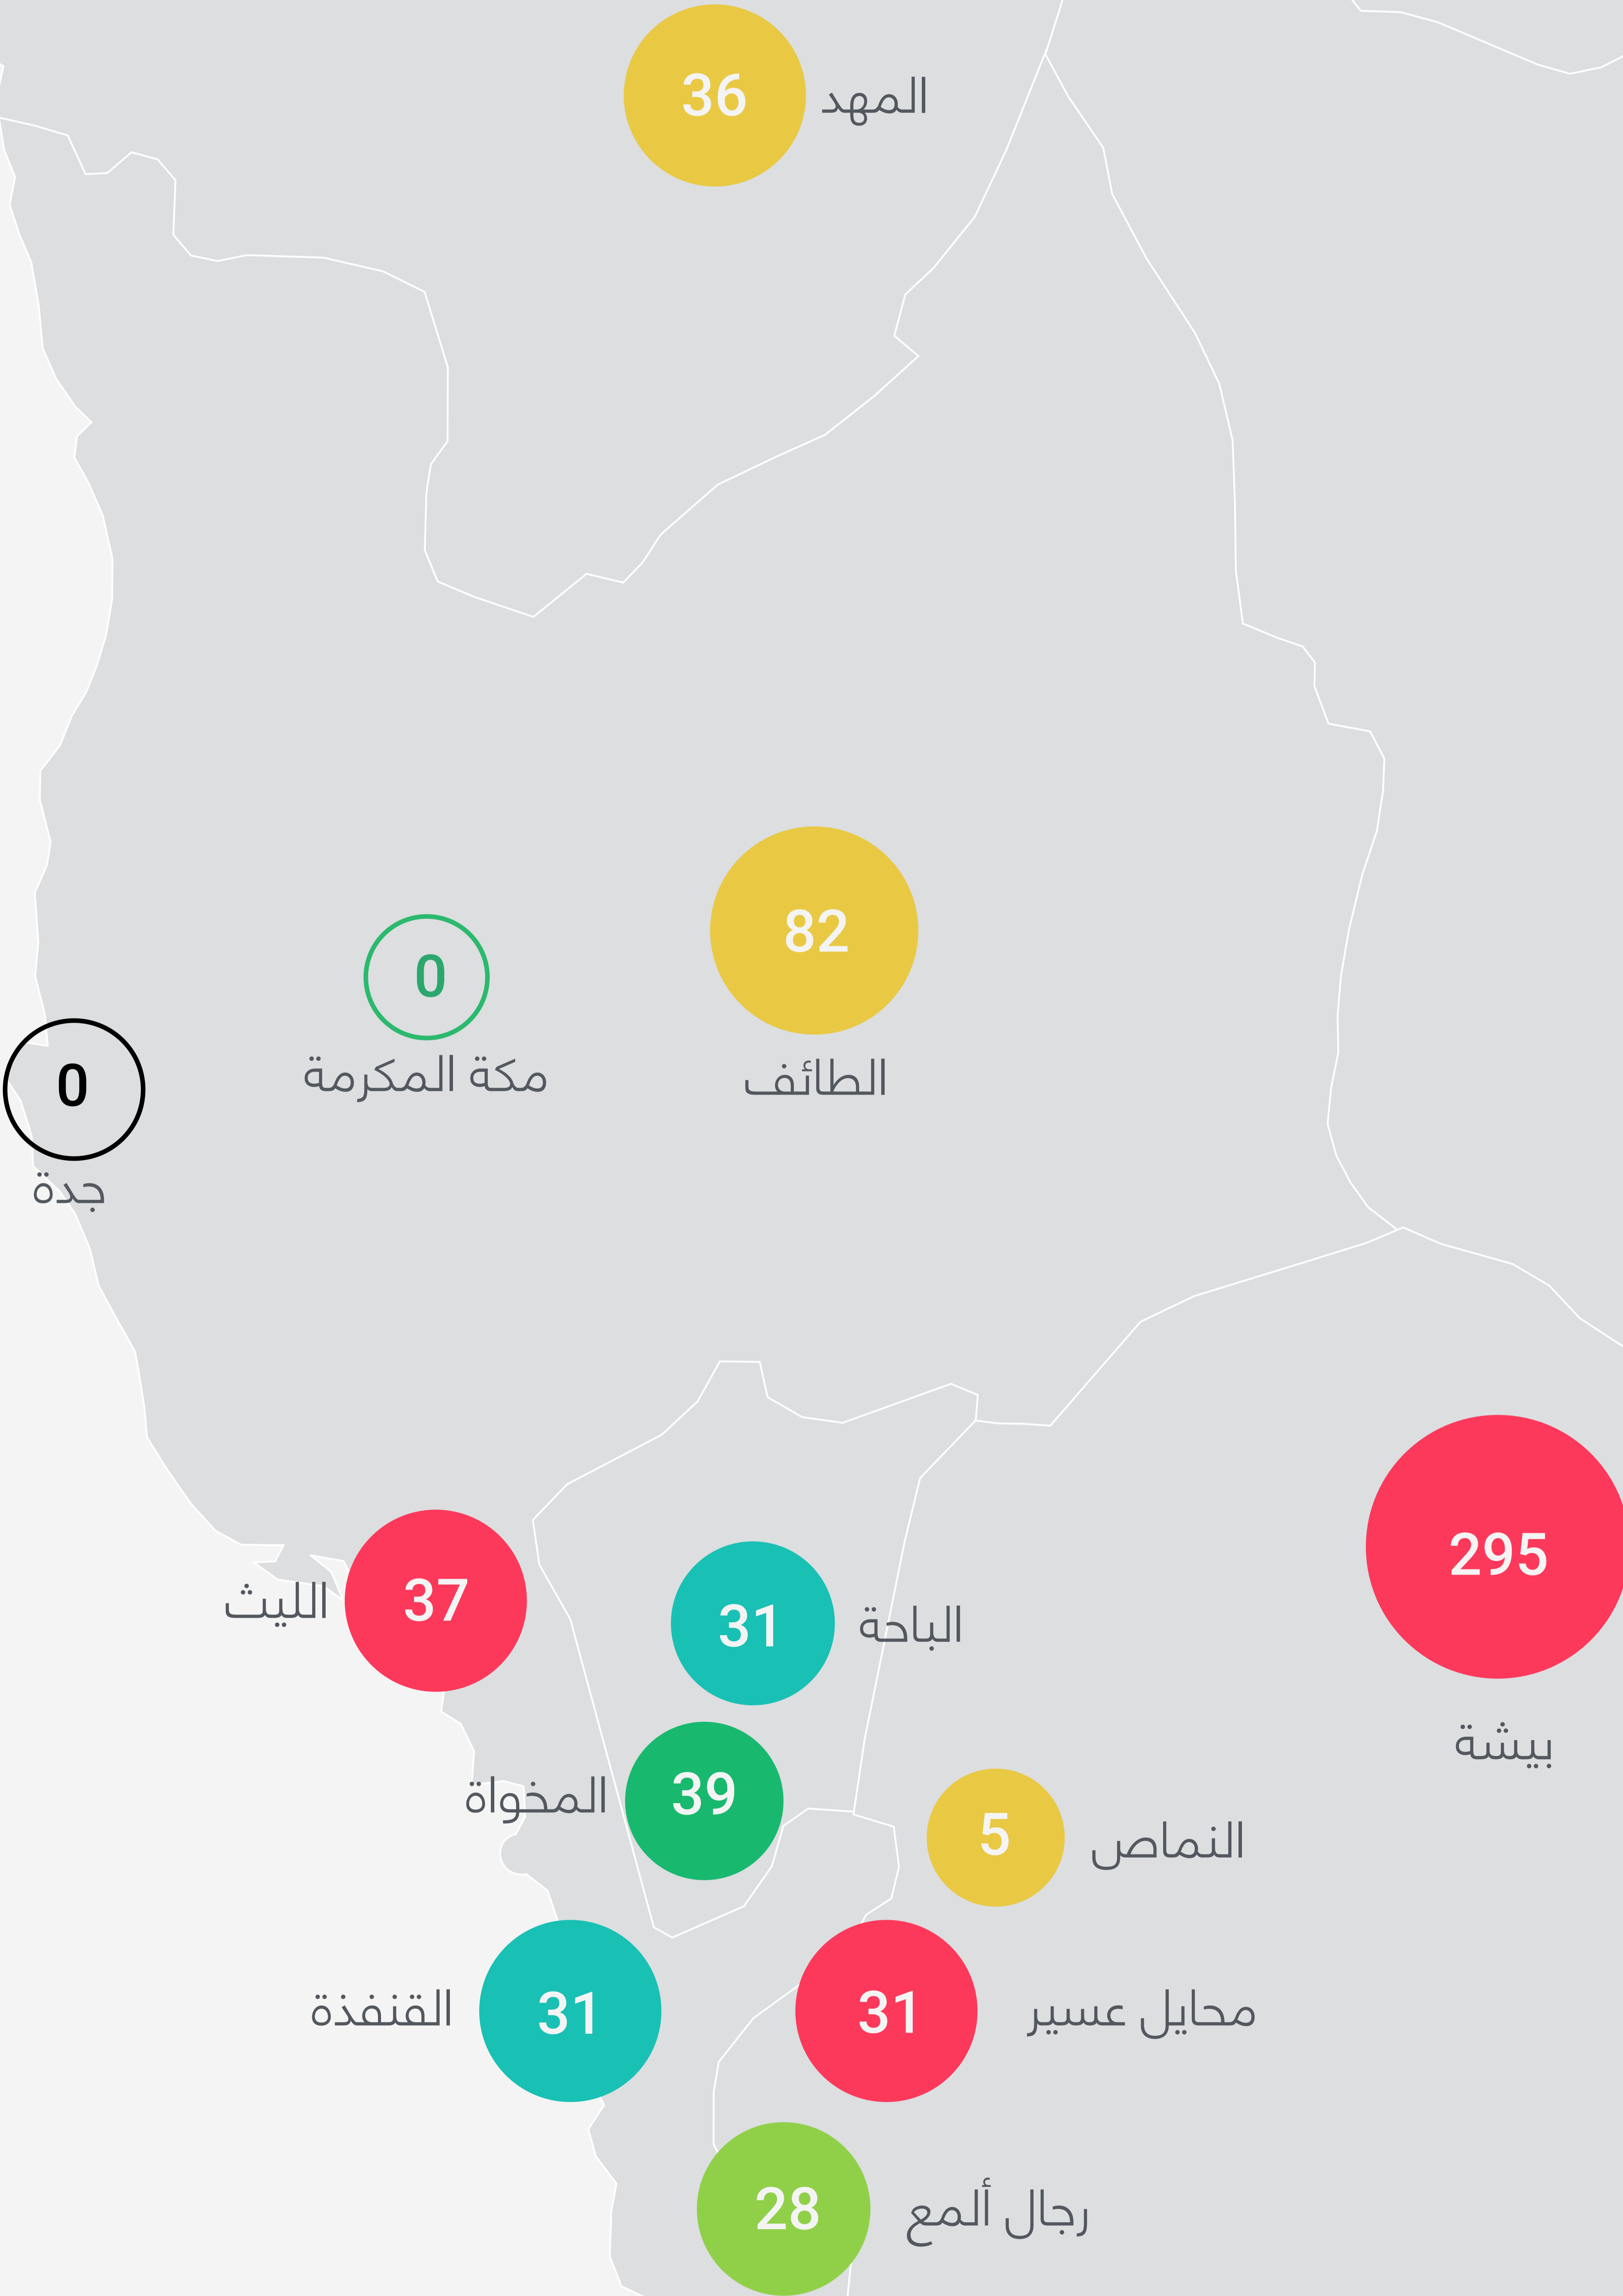 36
المهد
82
الطائف
0
مكة المكرمة
0
جدة
295
بيشة
37
الليث
31
الباحة
39
المخواة
5
النماص
31
القنفذة
31
محايل عسير
28
رجال ألمع